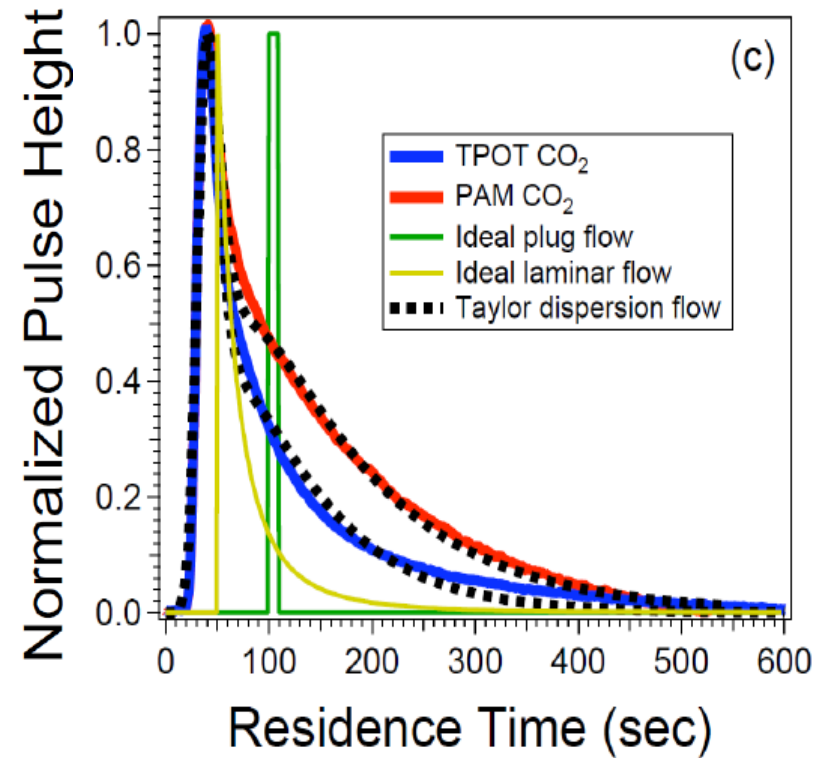 (c)
Normalized Pulse Height
1.0
0.8
0.6
0.4
0.2
0.0
TPOT CO₂
PAM CO₂
Ideal plug flow
Ideal laminar flow
Taylor dispersion flow
0 100 200 300 400 500 600
Residence Time (sec)